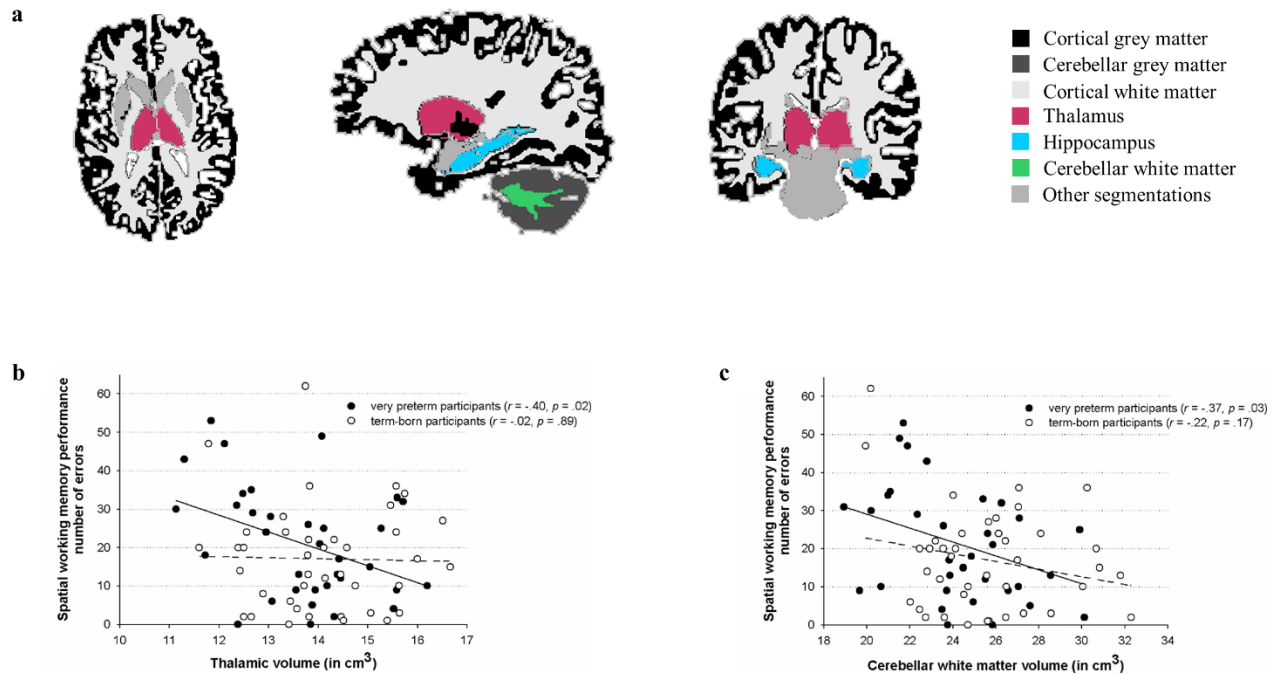 a
Cortical grey matter
Cerebellar grey matter
Cortical white matter
Thalamus
Hippocampus
Cerebellar white matter
Other segmentations
b
Spatial working memory performance
number of errors
60
50
40
30
20
10
0
very preterm participants (r = -.40, p = .02)
term-born participants (r = -.02, p = .89)
10 11 12 13 14 15 16 17
Thalamic volume (in cm³)
c
Spatial working memory performance
number of errors
60
50
40
30
20
10
0
very preterm participants (r = -.37, p = .03)
term-born participants (r = -.22, p = .17)
18 20 22 24 26 28 30 32 34
Cerebellar white matter volume (in cm³)